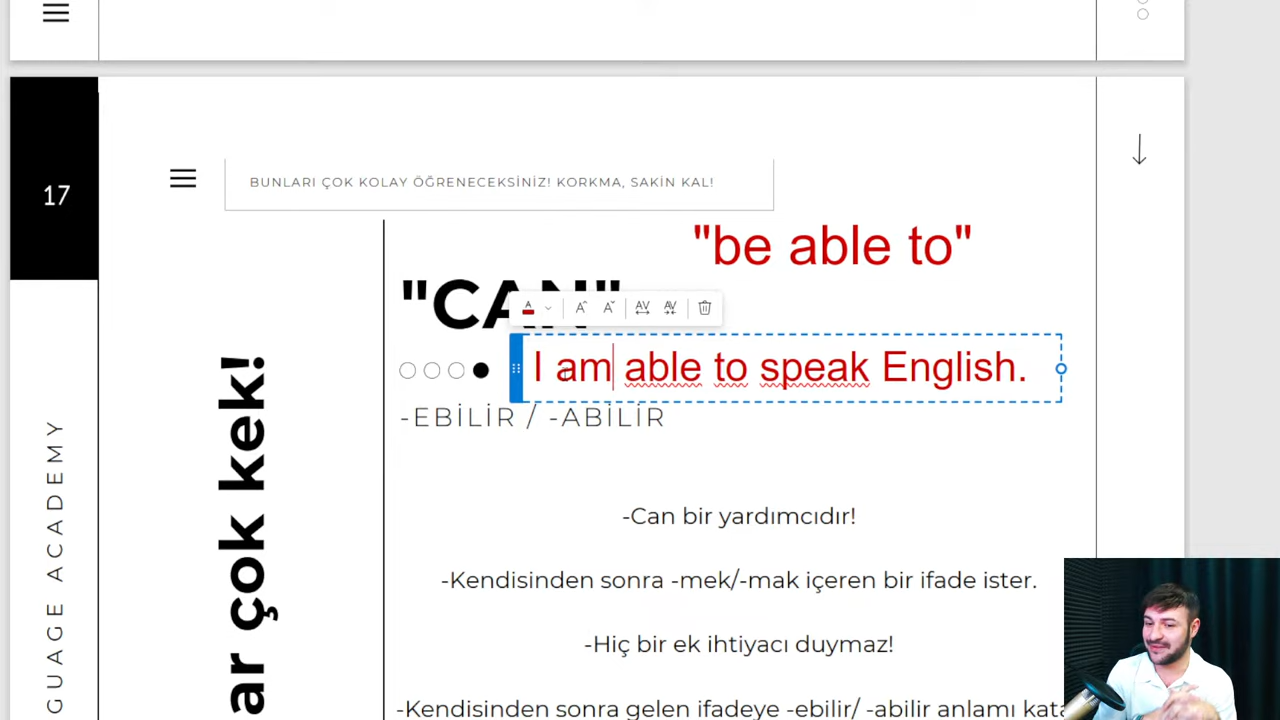 17
BUNLARI ÇOK KOLAY ÖĞRENECEKSİNİZ! KORKMA, SAKİN KAL!
"be able to"
"CAN"
I am able to speak English.
-EBİLİR / -ABİLİR
-Can bir yardımcıdır!
-Kendisinden sonra -mek/-mak içeren bir ifade ister.
-Hiç bir ek ihtiyacı duymaz!
-Kendisinden sonra gelen ifadeye -ebilir/ -abilir anlamı
ar çok kek!
GUAGE ACADEMY